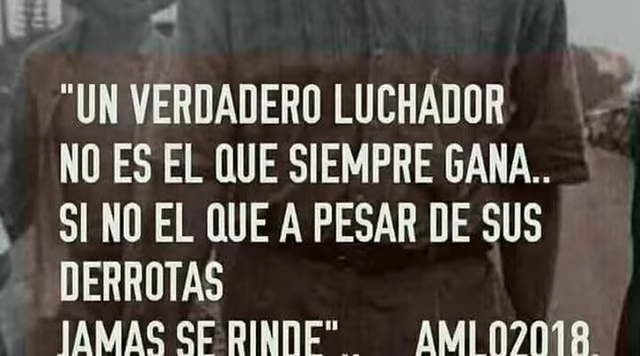 "UN VERDADERO LUCHADOR
NO ES EL QUE SIEMPRE GANA..
SI NO EL QUE A PESAR DE SUS
DERROTAS
JAMAS SE RINDE".. AMLO2018